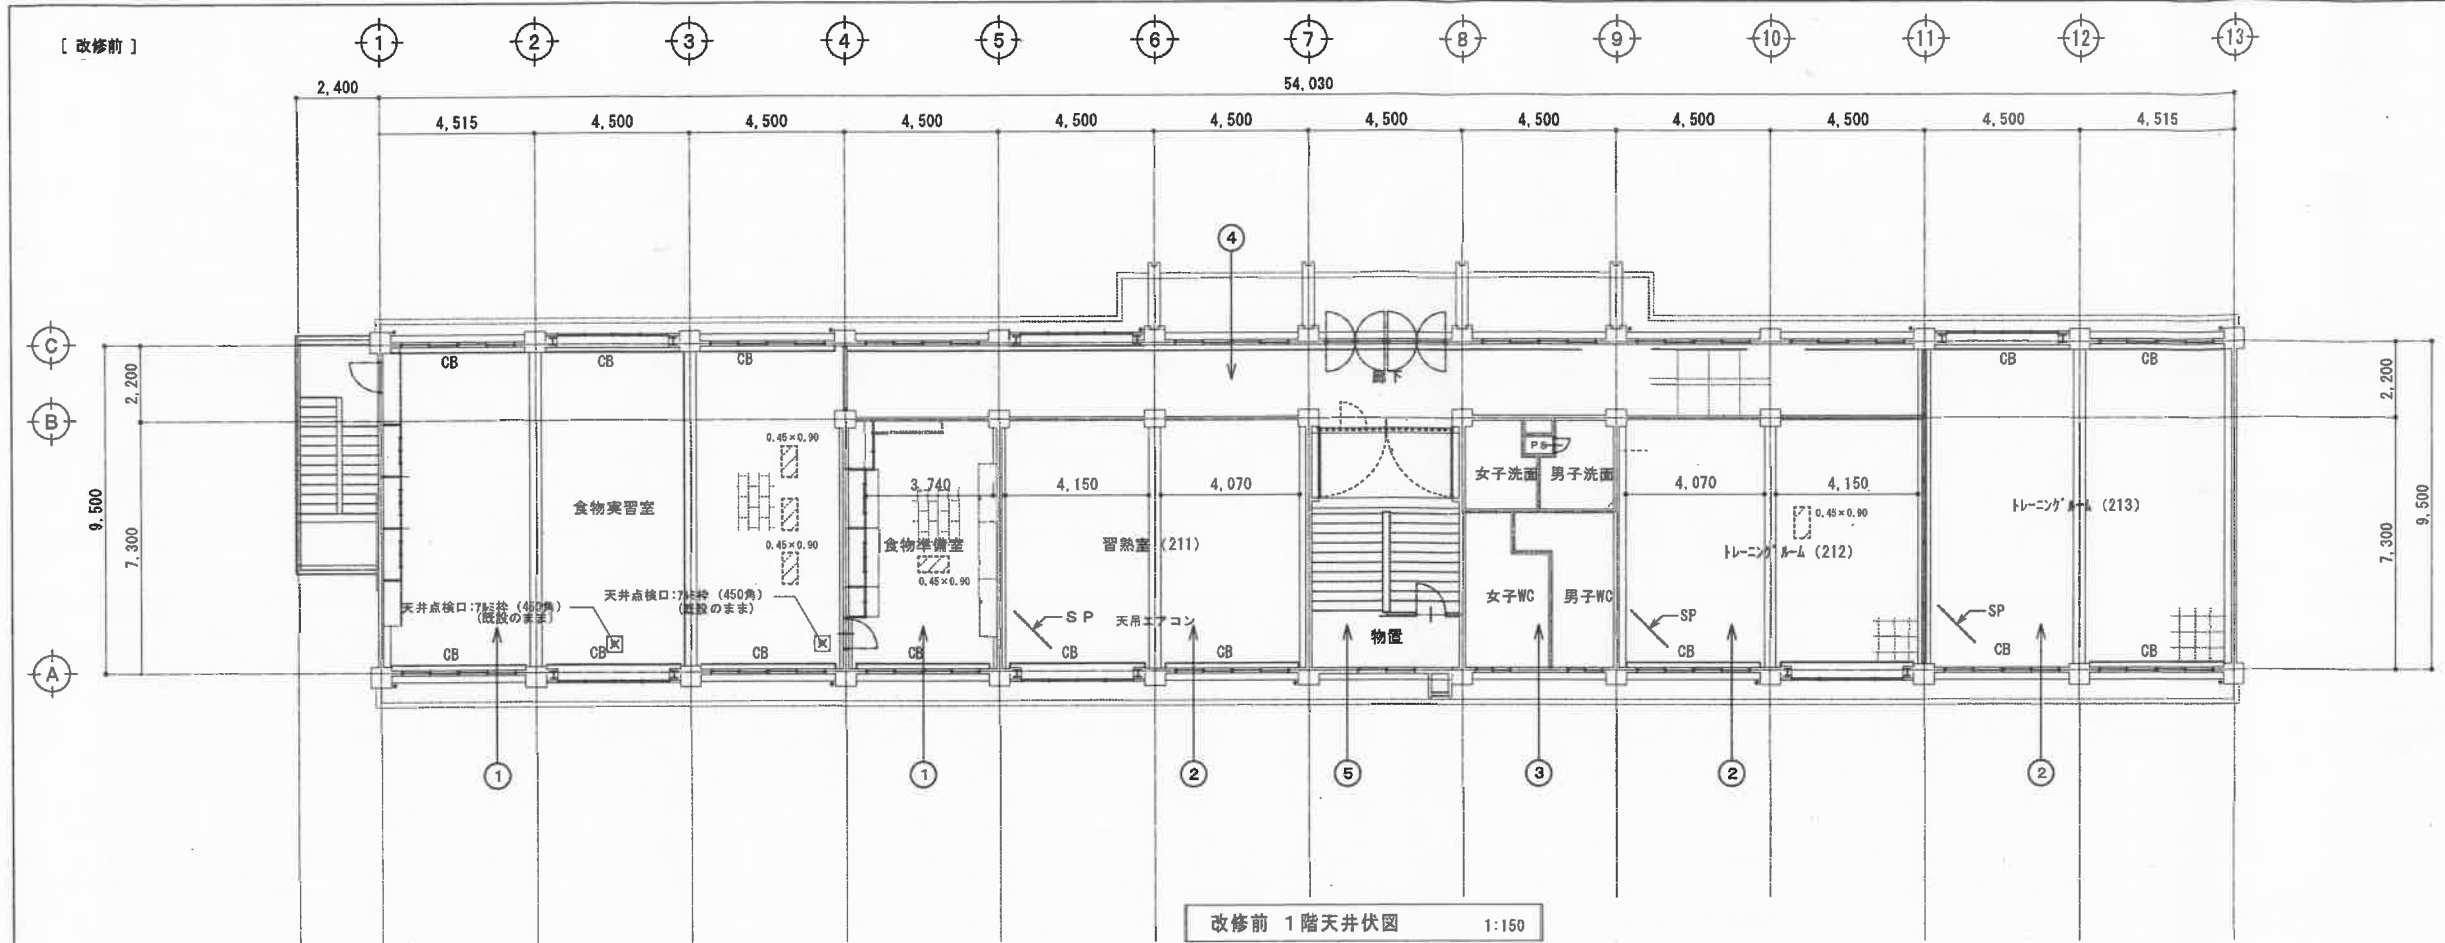 [ 改修前 ]
1 2 3 4 5 6 7 8 9 10 11 12 13
2,400
54,030
4,515 4,500 4,500 4,500 4,500 4,500 4,500 4,500 4,500 4,500 4,500 4,515
4
C
CB CB CB CB CB
廊下
2,200 2,200
B
0.45×0.90
PS
女子洗面 男子洗面
3,740 4,150 4,070 4,070 4,150
9,500 9,500
食物実習室
トレーニングルーム (213)
0.45×0.90
0.45×0.90
7,300 7,300
食物準備室
習熟室 (211)
トレーニングルーム (212)
0.45×0.90
女子WC 男子WC
天井点検口:アルミ枠 (450角)
(既設のまま)
天井点検口:アルミ枠 (450角)
(既設のまま)
SP 天吊エアコン
SP
SP
物置
CB CB CB CB CB CB CB CB CB
A
1 1 2 5 3 2 2
改修前 1階天井伏図 1:150